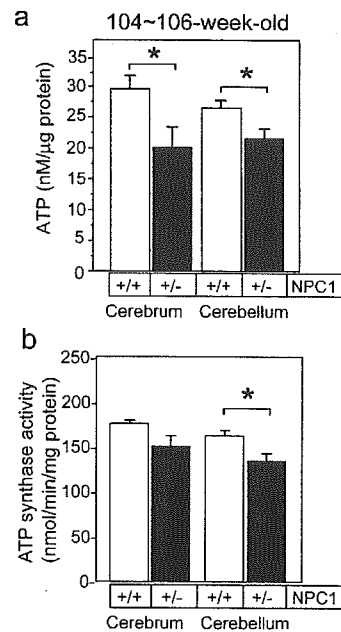 a
104~106-week-old
ATP (nM/µg protein)
35
30
25
20
15
10
5
0
*
*
+/+ +/- +/+ +/- NPC1
Cerebrum Cerebellum
b
ATP synthase activity
(nmol/min/mg protein)
250
200
150
100
50
0
*
+/+ +/- +/+ +/- NPC1
Cerebrum Cerebellum